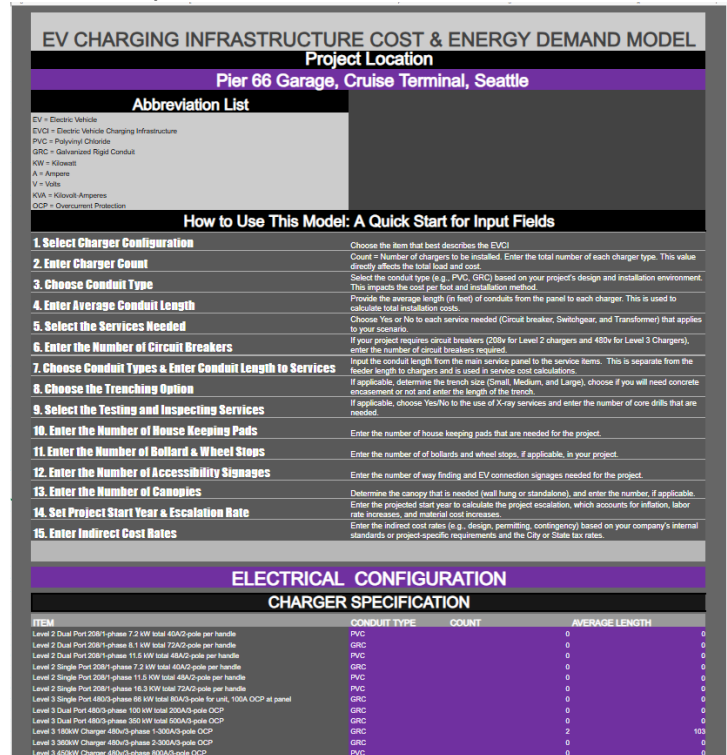 EV CHARGING INFRASTRUCTURE COST & ENERGY DEMAND MODEL
Project Location
Pier 66 Garage, Cruise Terminal, Seattle
Abbreviation List
EV = Electric Vehicle
EVCI = Electric Vehicle Charging Infrastructure
PVC = Polyvinyl Chloride
GRC = Galvanized Rigid Conduit
KW = Kilowatt
A = Ampere
V = Volts
KVA = Kilovolt-Amperes
OCP = Overcurrent Protection
How to Use This Model: A Quick Start for Input Fields
1. Select Charger Configuration
Choose the item that best describes the EVCI
2. Enter Charger Count
Count = Number of chargers to be installed. Enter the total number of each charger type. This value
directly affects the total load and cost.
3. Choose Conduit Type
Select the conduit type (e.g., PVC, GRC) based on your project's design and installation environment.
This impacts the cost per foot and installation method.
4. Enter Average Conduit Length
Provide the average length (in feet) of conduits from the panel to each charger. This is used to
calculate total installation costs.
5. Select the Services Needed
Choose Yes or No to each service needed (Circuit breaker, Switchgear, and Transformer) that applies
to your scenario.
6. Enter the Number of Circuit Breakers
If your project requires circuit breakers (208v for Level 2 chargers and 480v for Level 3 Chargers),
enter the number of circuit breakers required.
7. Choose Conduit Types & Enter Conduit Length to Services
Input the conduit length from the main service panel to the service items. This is separate from the
feeder length to chargers and is used in service cost calculations.
8. Choose the Trenching Option
If applicable, determine the trench size (Small, Medium, and Large), choose if you will need concrete
encasement or not and enter the length of the trench.
9. Select the Testing and Inspecting Services
If applicable, choose Yes/No to the use of X-ray services and enter the number of core drills that are
needed.
10. Enter the Number of House Keeping Pads
Enter the number of house keeping pads that are needed for the project.
11. Enter the Number of Bollard & Wheel Stops
Enter the number of of bollards and wheel stops, if applicable, in your project.
12. Enter the Number of Accessibility Signages
Enter the number of way finding and EV connection signages needed for the project.
13. Enter the Number of Canopies
Determine the canopy that is needed (wall hung or standalone), and enter the number, if applicable.
14. Set Project Start Year & Escalation Rate
Enter the projected start year to calculate the project escalation, which accounts for inflation, labor
rate increases, and material cost increases.
15. Enter Indirect Cost Rates
Enter the indirect cost rates (e.g., design, permitting, contingency) based on your company's internal
standards or project-specific requirements and the City or State tax rates.
ELECTRICAL CONFIGURATION
CHARGER SPECIFICATION
ITEM CONDUIT TYPE COUNT AVERAGE LENGTH
Level 2 Dual Port 208/1-phase 7.2 kW total 40A/2-pole per handle PVC 0 0
Level 2 Dual Port 208/1-phase 8.1 kW total 72A/2-pole per handle GRC 0 0
Level 2 Dual Port 208/1-phase 11.5 kW total 48A/2-pole per handle PVC 0 0
Level 2 Single Port 208/1-phase 7.2 kW total 40A/2-pole per handle PVC 0 0
Level 2 Single Port 208/1-phase 11.5 KW total 48A/2-pole per handle PVC 0 0
Level 2 Single Port 208/1-phase 16.3 KW total 72A/2-pole per handle PVC 0 0
Level 3 Single Port 480/3-phase 66 kW total 80A/3-pole for unit, 100A OCP at panel GRC 0 0
Level 3 Dual Port 480/3-phase 100 kW total 200A/3-pole OCP GRC 0 0
Level 3 Dual Port 480/3-phase 350 kW total 500A/3-pole OCP GRC 0 0
Level 3 180kW Charger 480v/3-phase 1-300A/3-pole OCP GRC 2 103
Level 3 360kW Charger 480v/3-phase 2-300A/3-pole OCP GRC 0 0
Level 3 450kW Charger 480v/3-phase 800A/3-pole OCP PVC 0 0